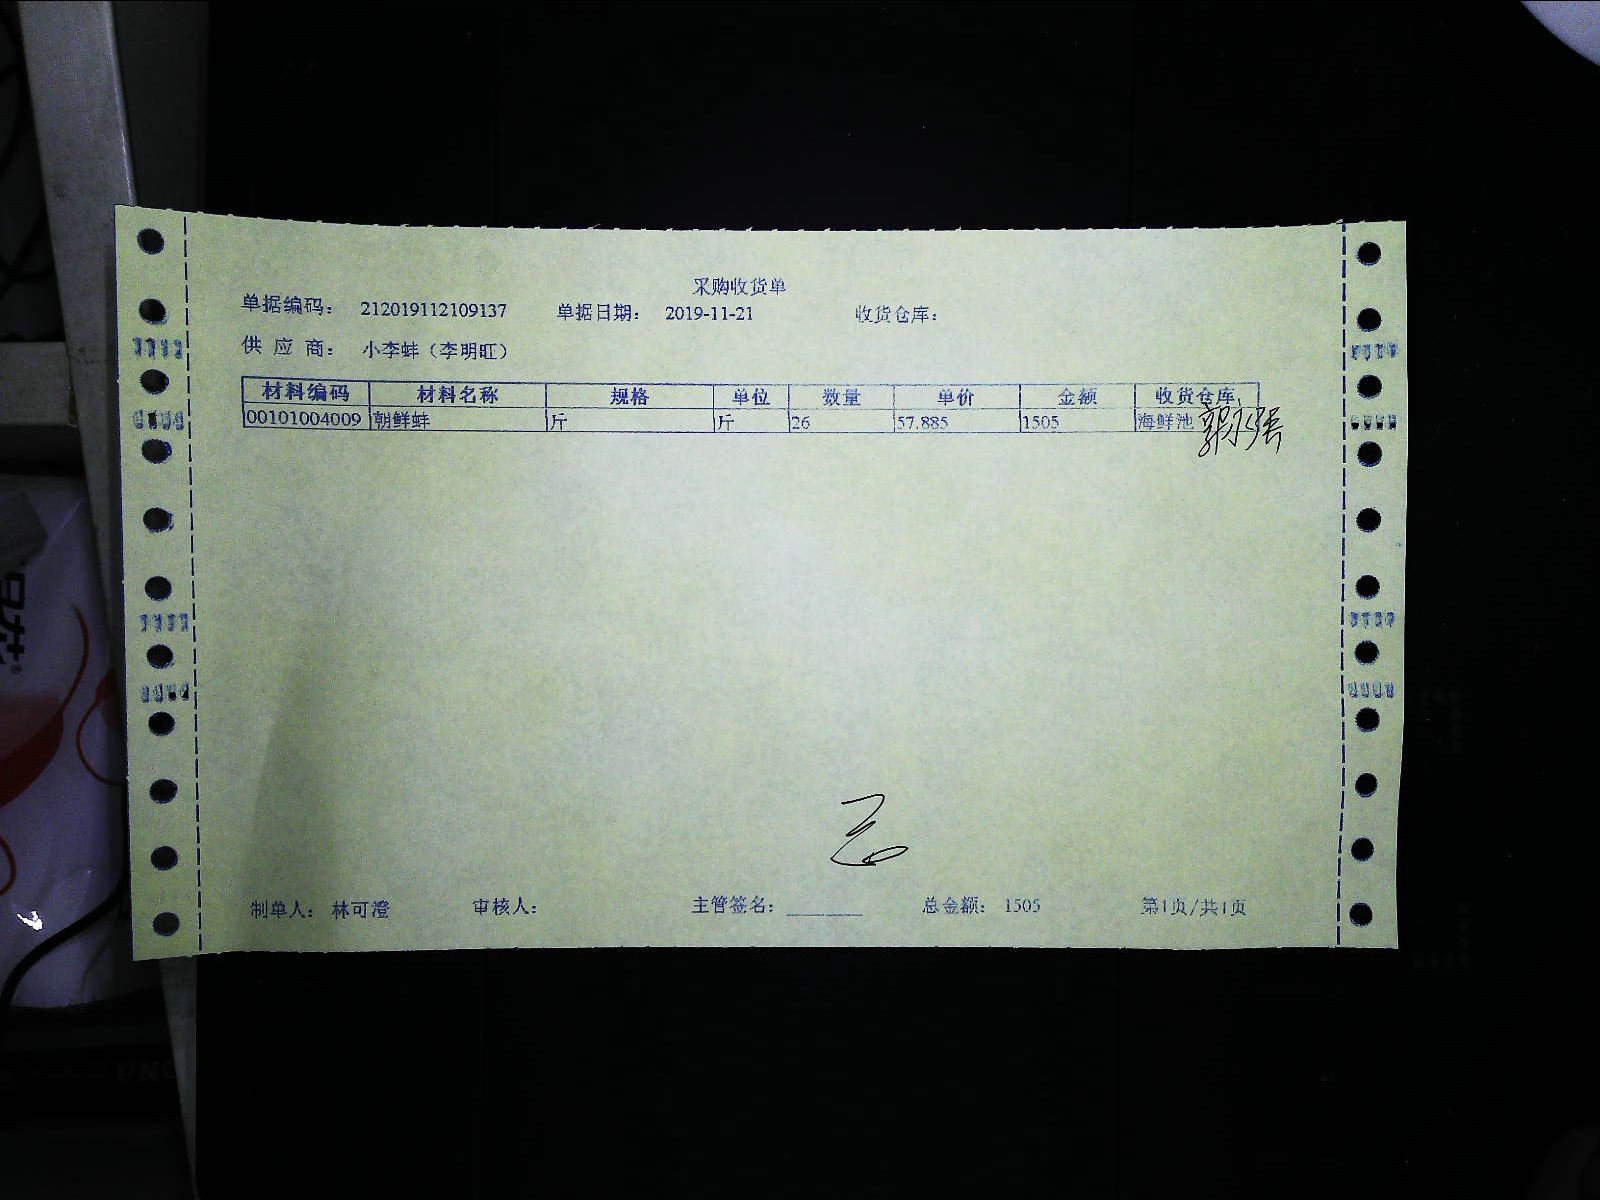 采购收货单
单据编码： 212019112109137 单据日期： 2019-11-21 收货仓库：
供 应 商： 小李蚌（李明旺）
材料编码 材料名称 规格 单位 数量 单价 金额 收货仓库
00101004009 朝鲜蚌 斤 斤 26 57.885 1505 海鲜池 郭永强
制单人： 林可澄 审核人： 主管签名： ________ 总金额： 1505 第1页/共1页